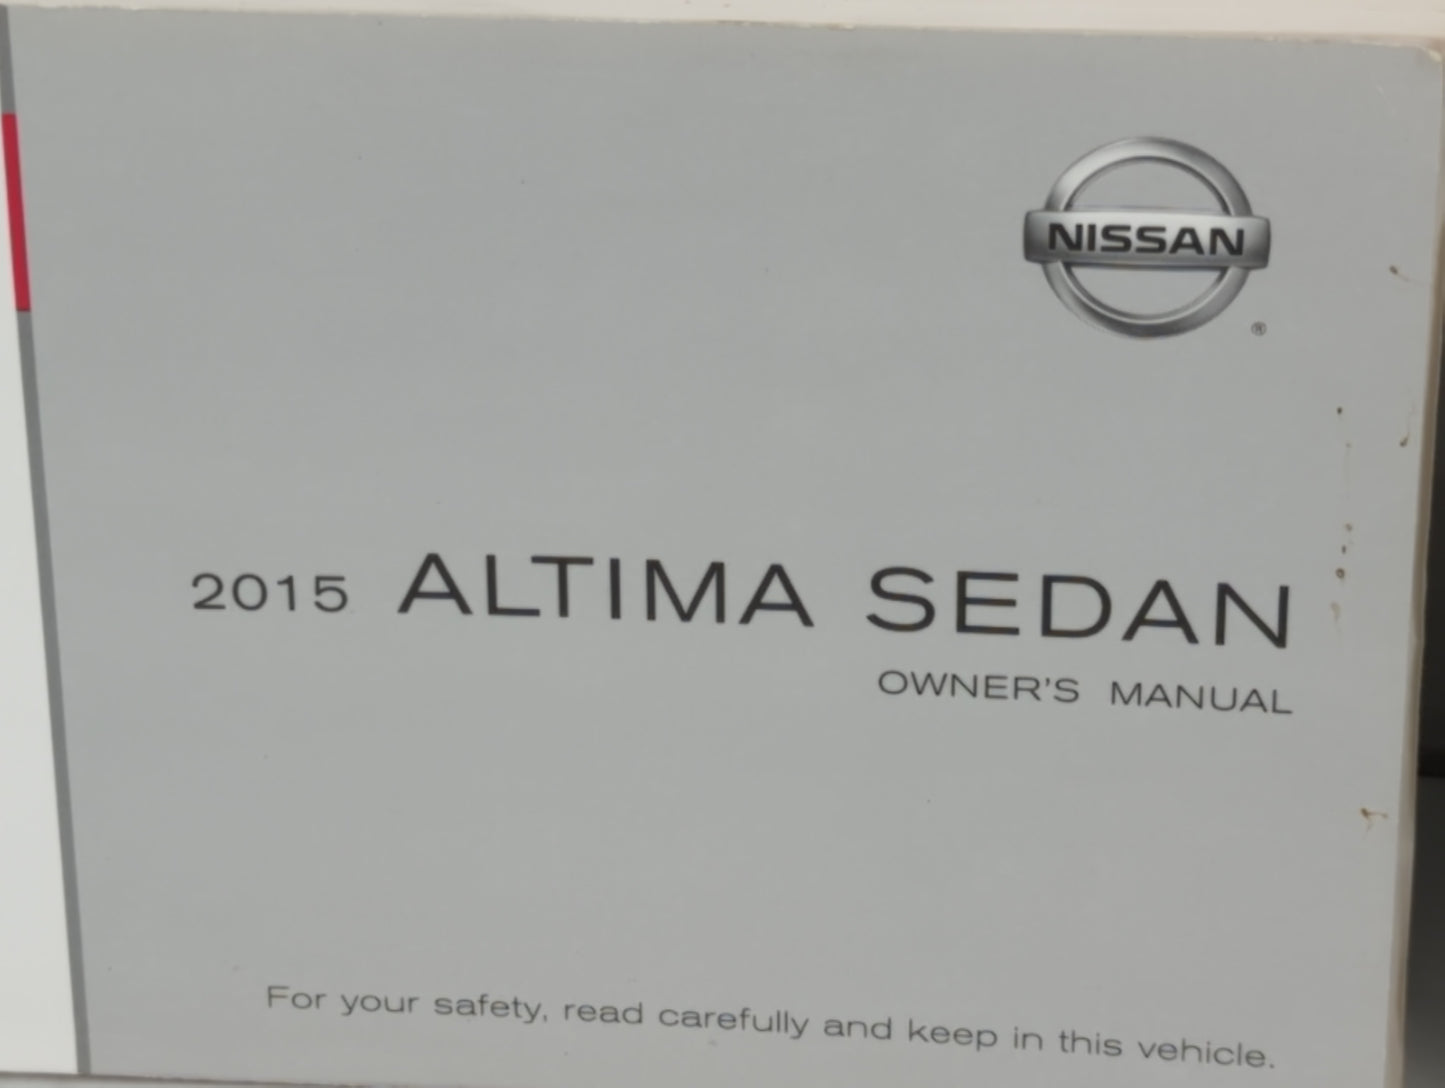 NISSAN
®
2015 ALTIMA SEDAN
OWNER'S MANUAL
For your safety, read carefully and keep in this vehicle.